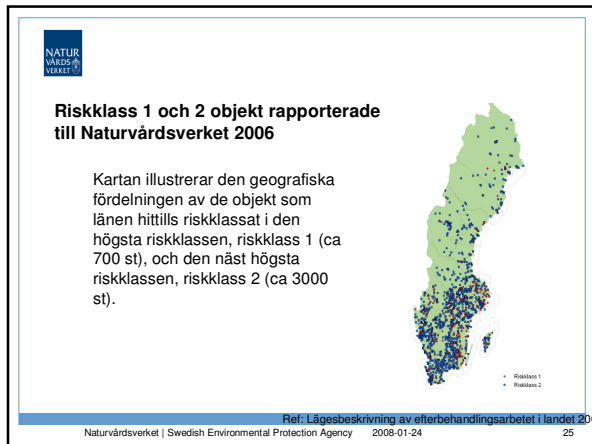 NATUR
VÅRDS
VERKET
Riskklass 1 och 2 objekt rapporterade
till Naturvårdsverket 2006
Kartan illustrerar den geografiska
fördelningen av de objekt som
länen hittills riskklassat i den
högsta riskklassen, riskklass 1 (ca
700 st), och den näst högsta
riskklassen, riskklass 2 (ca 3000
st).
Riskklass 1
Riskklass 2
Ref: Lägesbeskrivning av efterbehandlingsarbetet i landet 20
Naturvårdsverket | Swedish Environmental Protection Agency 2008-01-24 25